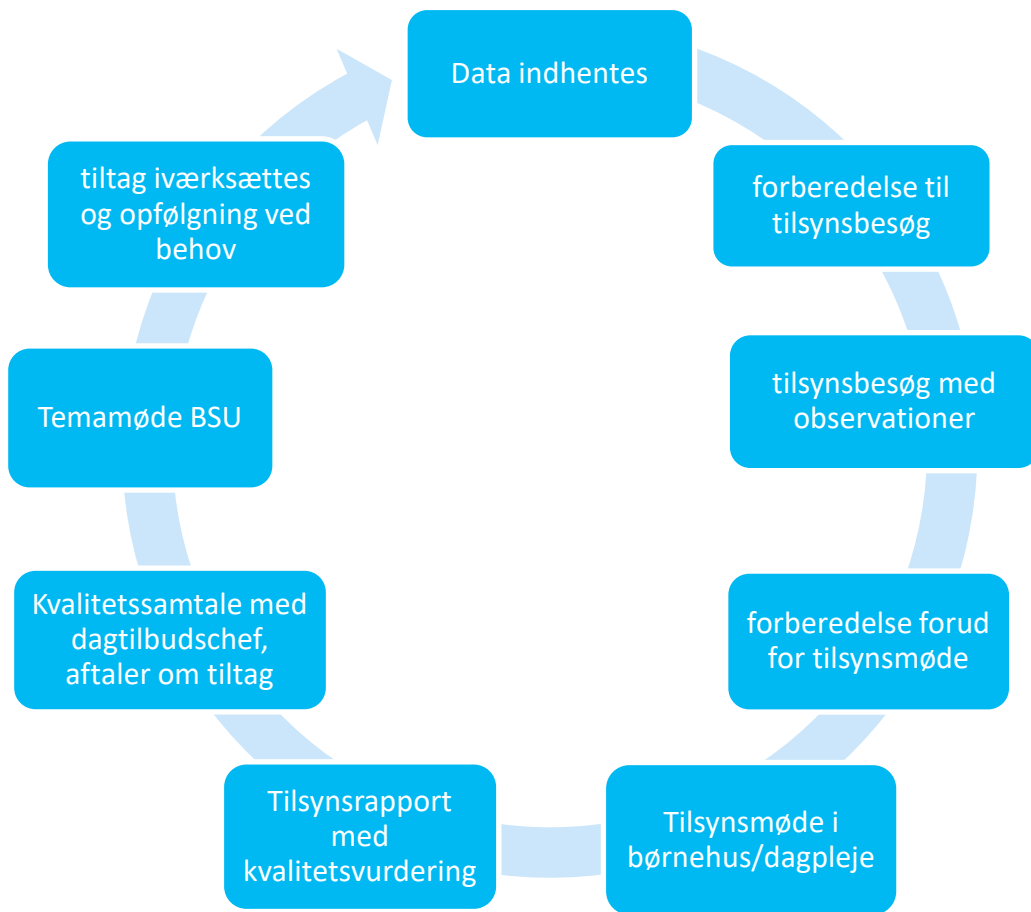 Data indhentes
forberedelse til
tilsynsbesøg
tilsynsbesøg med
observationer
forberedelse forud
for tilsynsmøde
Tilsynsmøde i
børnehus/dagpleje
Tilsynsrapport
med
kvalitetsvurdering
Kvalitetssamtale med
dagtilbudschef,
aftaler om tiltag
Temamøde BSU
tiltag iværksættes
og opfølgning ved
behov